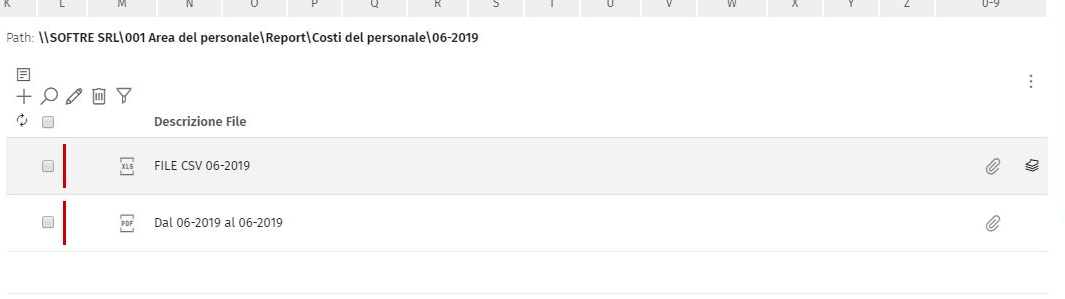 K L M N O P Q R S T U V W X Y Z 0-9
Path: \\SOFTRE SRL\001 Area del personale\Report\Costi del personale\06-2019
Descrizione File
XLS FILE CSV 06-2019
PDF Dal 06-2019 al 06-2019